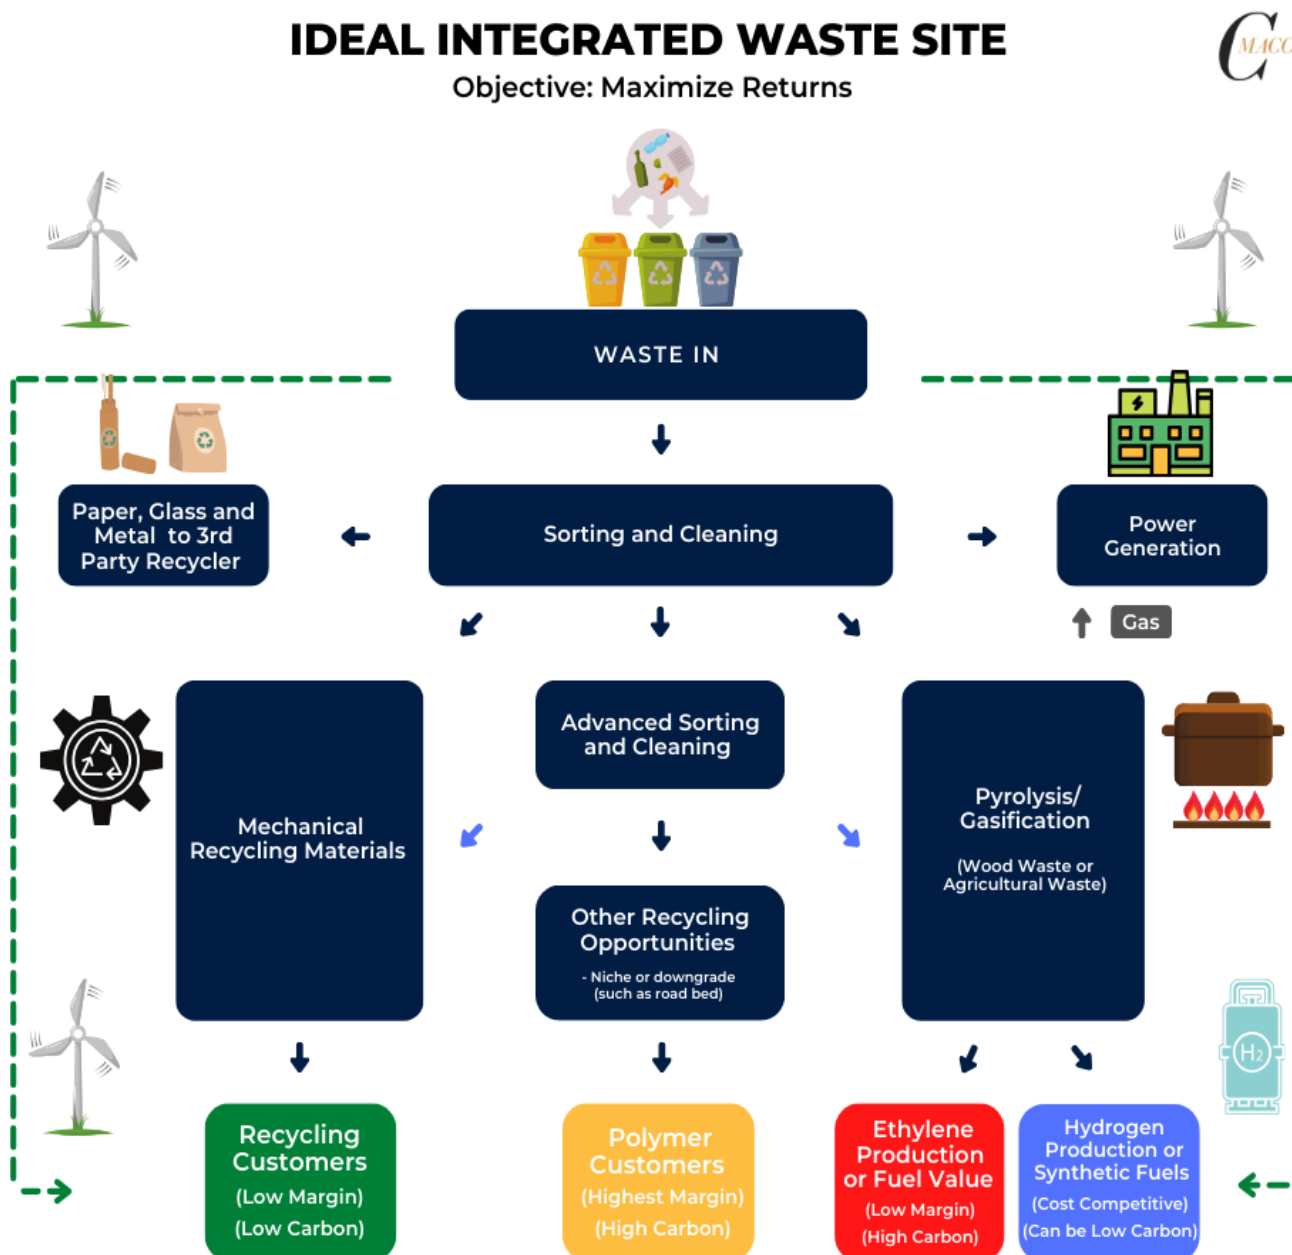 IDEAL INTEGRATED WASTE SITE
Objective: Maximize Returns
C MACC
WASTE IN
Paper, Glass and
Metal to 3rd
Party Recycler
Sorting and Cleaning
Power
Generation
Gas
Mechanical
Recycling Materials
Advanced Sorting
and Cleaning
Pyrolysis/
Gasification
(Wood Waste or
Agricultural Waste)
Other Recycling
Opportunities
- Niche or downgrade
(such as road bed)
H2
Recycling
Customers
(Low Margin)
(Low Carbon)
Polymer
Customers
(Highest Margin)
(High Carbon)
Ethylene
Production
or Fuel Value
(Low Margin)
(High Carbon)
Hydrogen
Production or
Synthetic Fuels
(Cost Competitive)
(Can be Low Carbon)